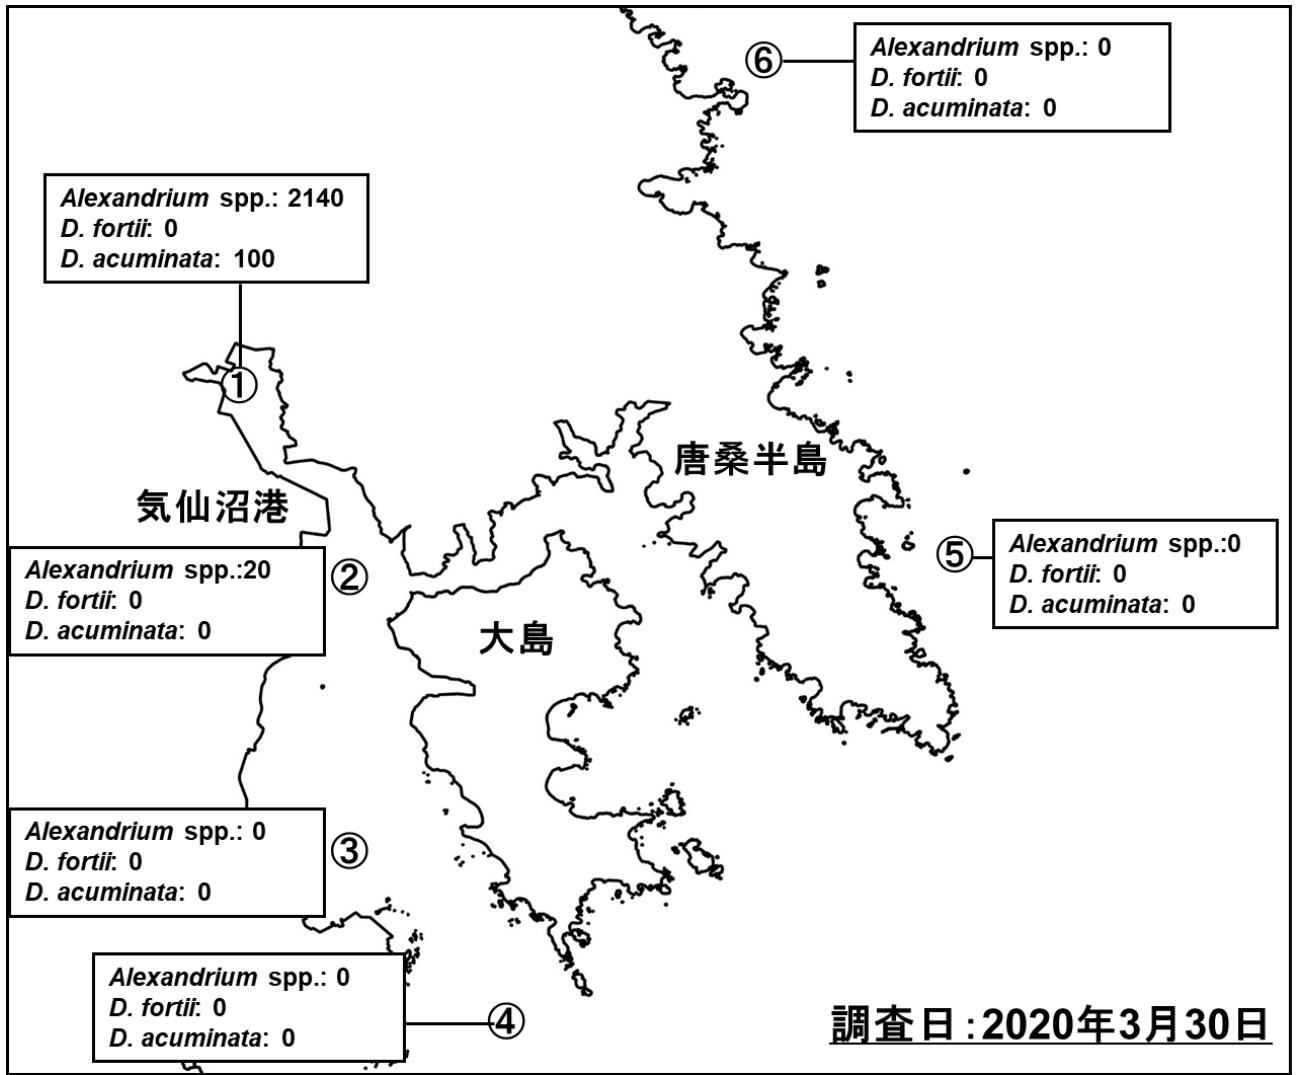 ⑥
Alexandrium spp.: 0
D. fortii: 0
D. acuminata: 0
Alexandrium spp.: 2140
D. fortii: 0
D. acuminata: 100
①
唐桑半島
気仙沼港
Alexandrium spp.:20
D. fortii: 0
D. acuminata: 0
②
⑤
Alexandrium spp.:0
D. fortii: 0
D. acuminata: 0
大島
Alexandrium spp.: 0
D. fortii: 0
D. acuminata: 0
③
Alexandrium spp.: 0
D. fortii: 0
D. acuminata: 0
④
調査日：2020年3月30日